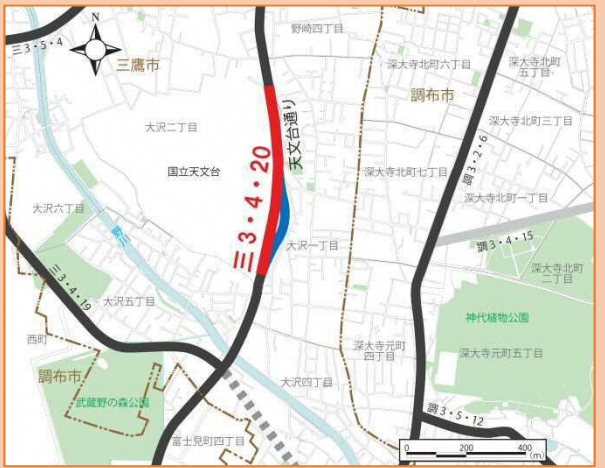 三3・5・4
N
野崎四丁目
三鷹市
深大寺北町六丁目
深大寺北町
五丁目
調布市
大沢二丁目
天文台通り
深大寺北町三丁目
国立天文台
三3・4・20
深大寺北町七丁目
調3・2・6
大沢六丁目
深大寺北町一丁目
野川
大沢一丁目
調3・4・15
三3・4・19
深大寺北町
二丁目
大沢五丁目
神代植物公園
西町
深大寺元町
四丁目
深大寺元町五丁目
調布市
大沢四丁目
武蔵野の森公園
調3・5・12
富士見町四丁目
0 200 400
(m)